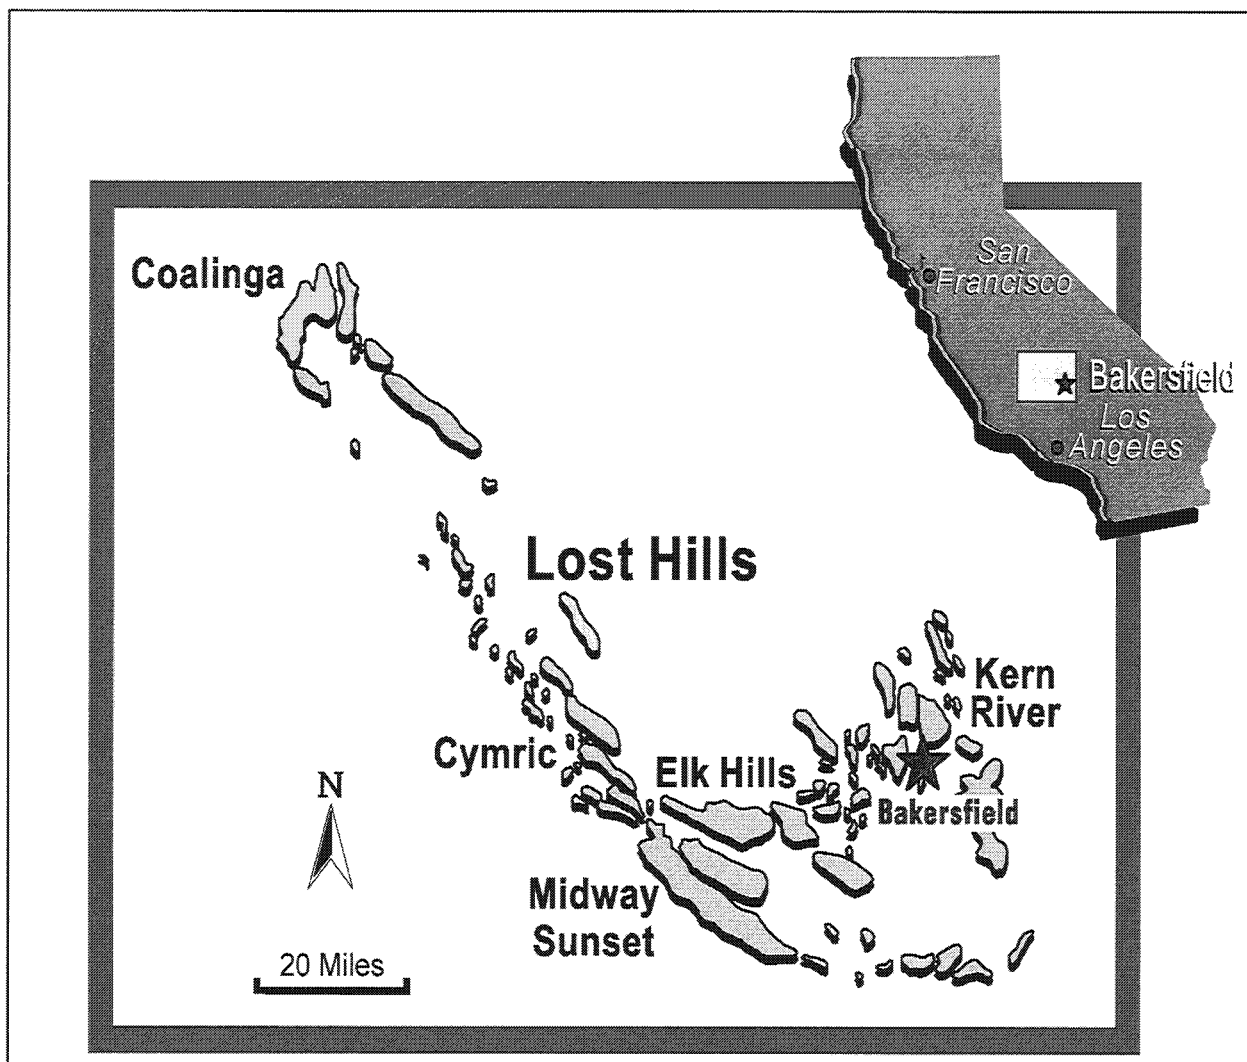 San
Francisco
Coalinga
Bakersfield
Los
Angeles
Lost Hills
Kern
River
Cymric
Elk Hills
Bakersfield
N
Midway
Sunset
20 Miles